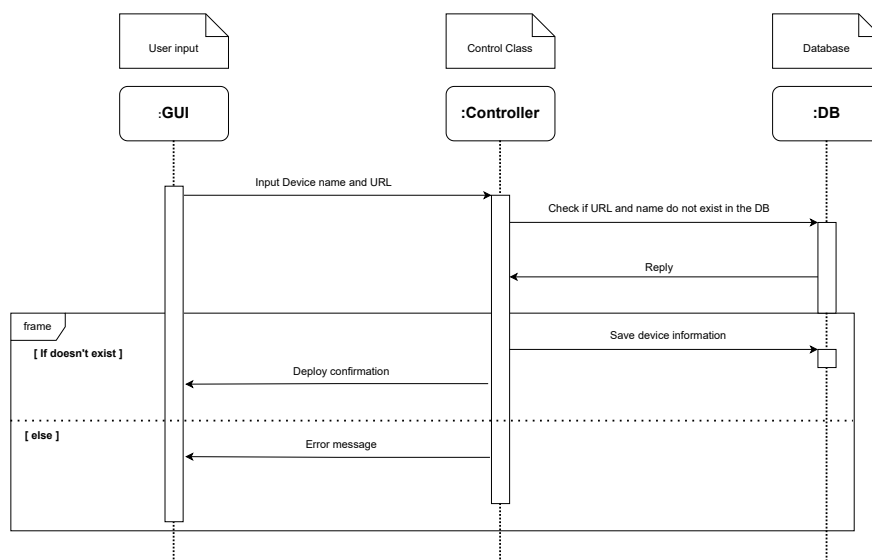 User input
Control Class
Database
:GUI
:Controller
:DB
Input Device name and URL
Check if URL and name do not exist in the DB
Reply
frame
Save device information
[ If doesn't exist ]
Deploy confirmation
[ else ]
Error message